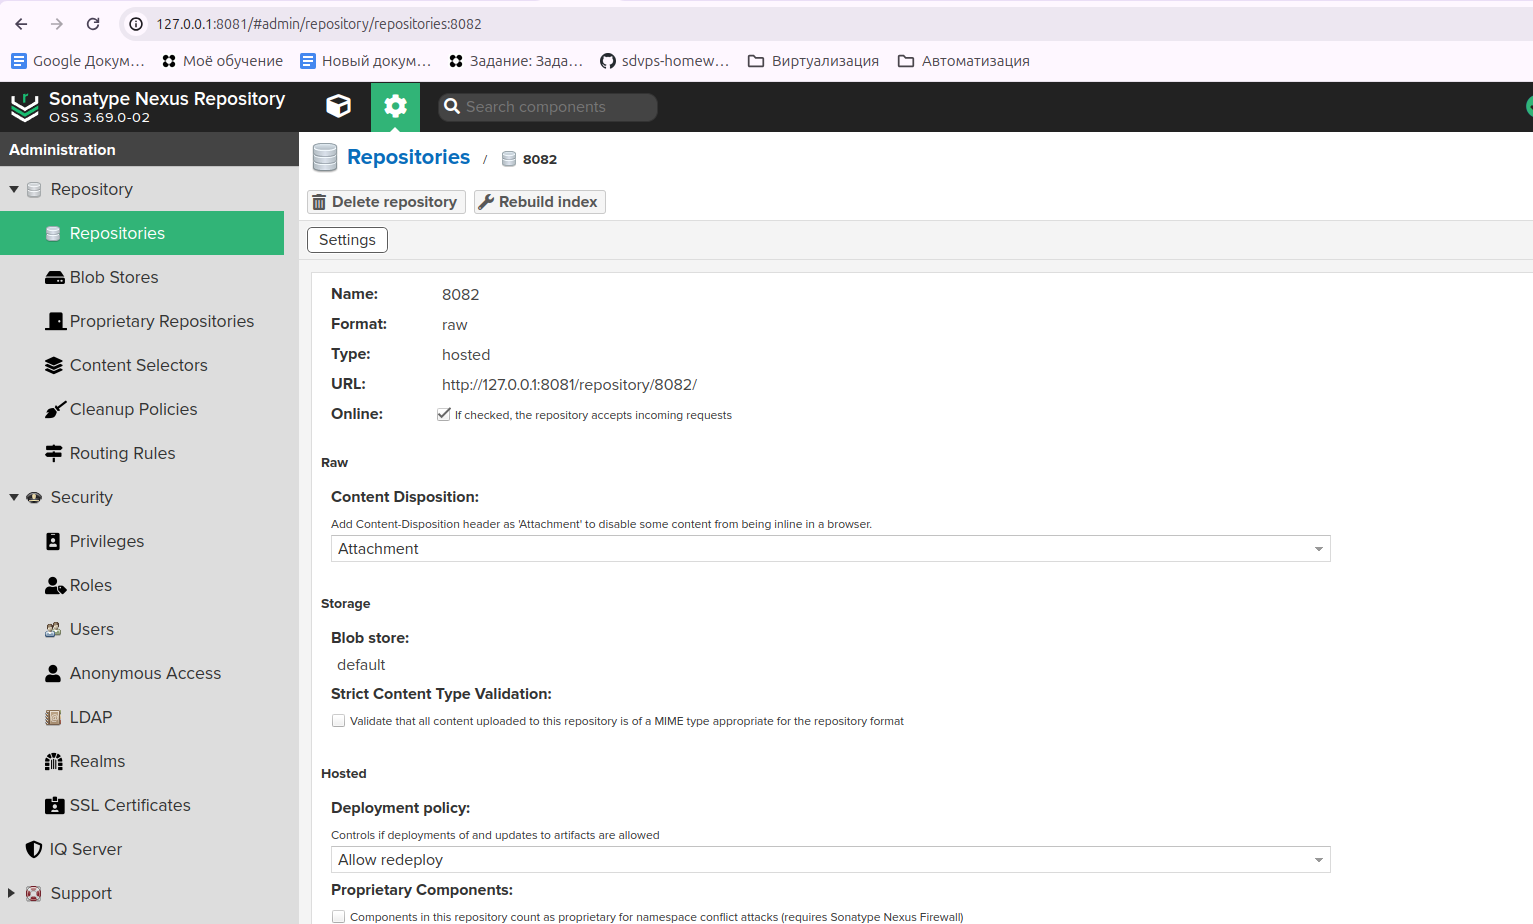 127.0.0.1:8081/#admin/repository/repositories:8082
Google Докум... Моё обучение Новый докум... Задание: Зада... sdvps-homew... Виртуализация Автоматизация
Sonatype Nexus Repository
OSS 3.69.0-02
Search components
Administration
Repository
Repositories
Blob Stores
Proprietary Repositories
Content Selectors
Cleanup Policies
Routing Rules
Security
Privileges
Roles
Users
Anonymous Access
LDAP
Realms
SSL Certificates
IQ Server
Support
Repositories / 8082
Delete repository Rebuild index
Settings
Name: 8082
Format: raw
Type: hosted
URL: http://127.0.0.1:8081/repository/8082/
Online: If checked, the repository accepts incoming requests
Raw
Content Disposition:
Add Content-Disposition header as 'Attachment' to disable some content from being inline in a browser.
Attachment
Storage
Blob store:
default
Strict Content Type Validation:
Validate that all content uploaded to this repository is of a MIME type appropriate for the repository format
Hosted
Deployment policy:
Controls if deployments of and updates to artifacts are allowed
Allow redeploy
Proprietary Components:
Components in this repository count as proprietary for namespace conflict attacks (requires Sonatype Nexus Firewall)